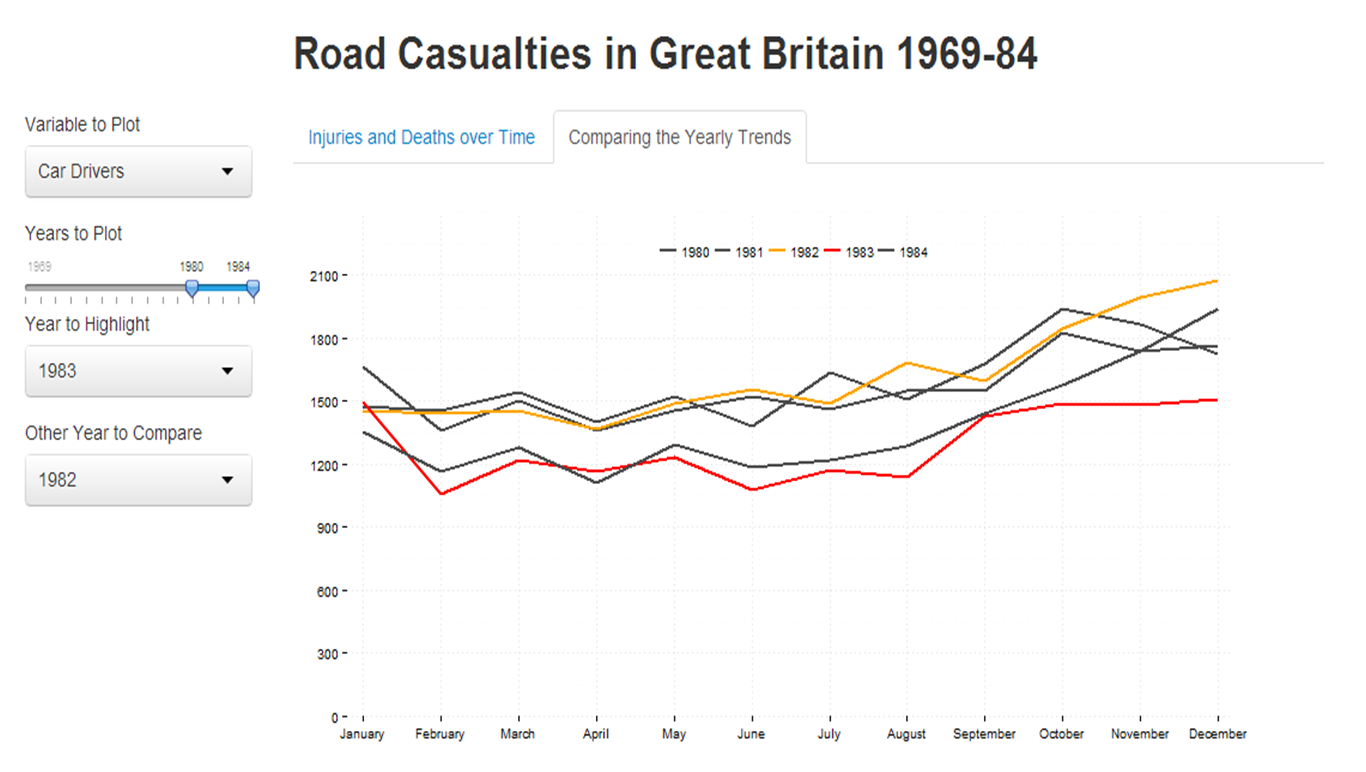 Road Casualties in Great Britain 1969-84
Variable to Plot
Car Drivers
Years to Plot
1969 1980 1984
Year to Highlight
1983
Other Year to Compare
1982
Injuries and Deaths over Time
Comparing the Yearly Trends
1980 1981 1982 1983 1984
2100
1800
1500
1200
900
600
300
0
January February March April May June July August September October November December